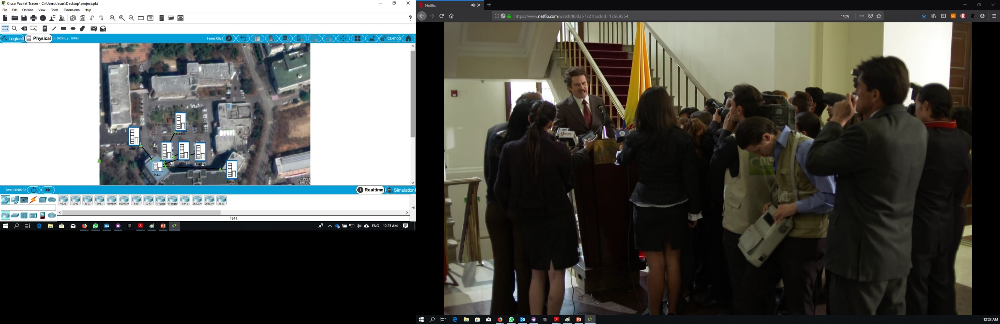 Cisco Packet Tracer - C:\Users\Jesus\Desktop\project.pkt
File Edit Options View Tools Extensions Help
?
Logical Physical x: 5863m, y: 1879m Home City 02:47:00
AREA 6
AREA 1
AREA 3 AREA 4
PLLC
AREA 5
Time: 00:05:33 Realtime Simulation
4321 1941 2901 2911 819IOX 819HGW 829 1240 PT-Router PT-Empty 1841 2620XM 2621XM 2811
1841
ENG 12:23 AM
Netflix
https://www.netflix.com/watch/80035772?trackId=13589554 110%
12:23 AM